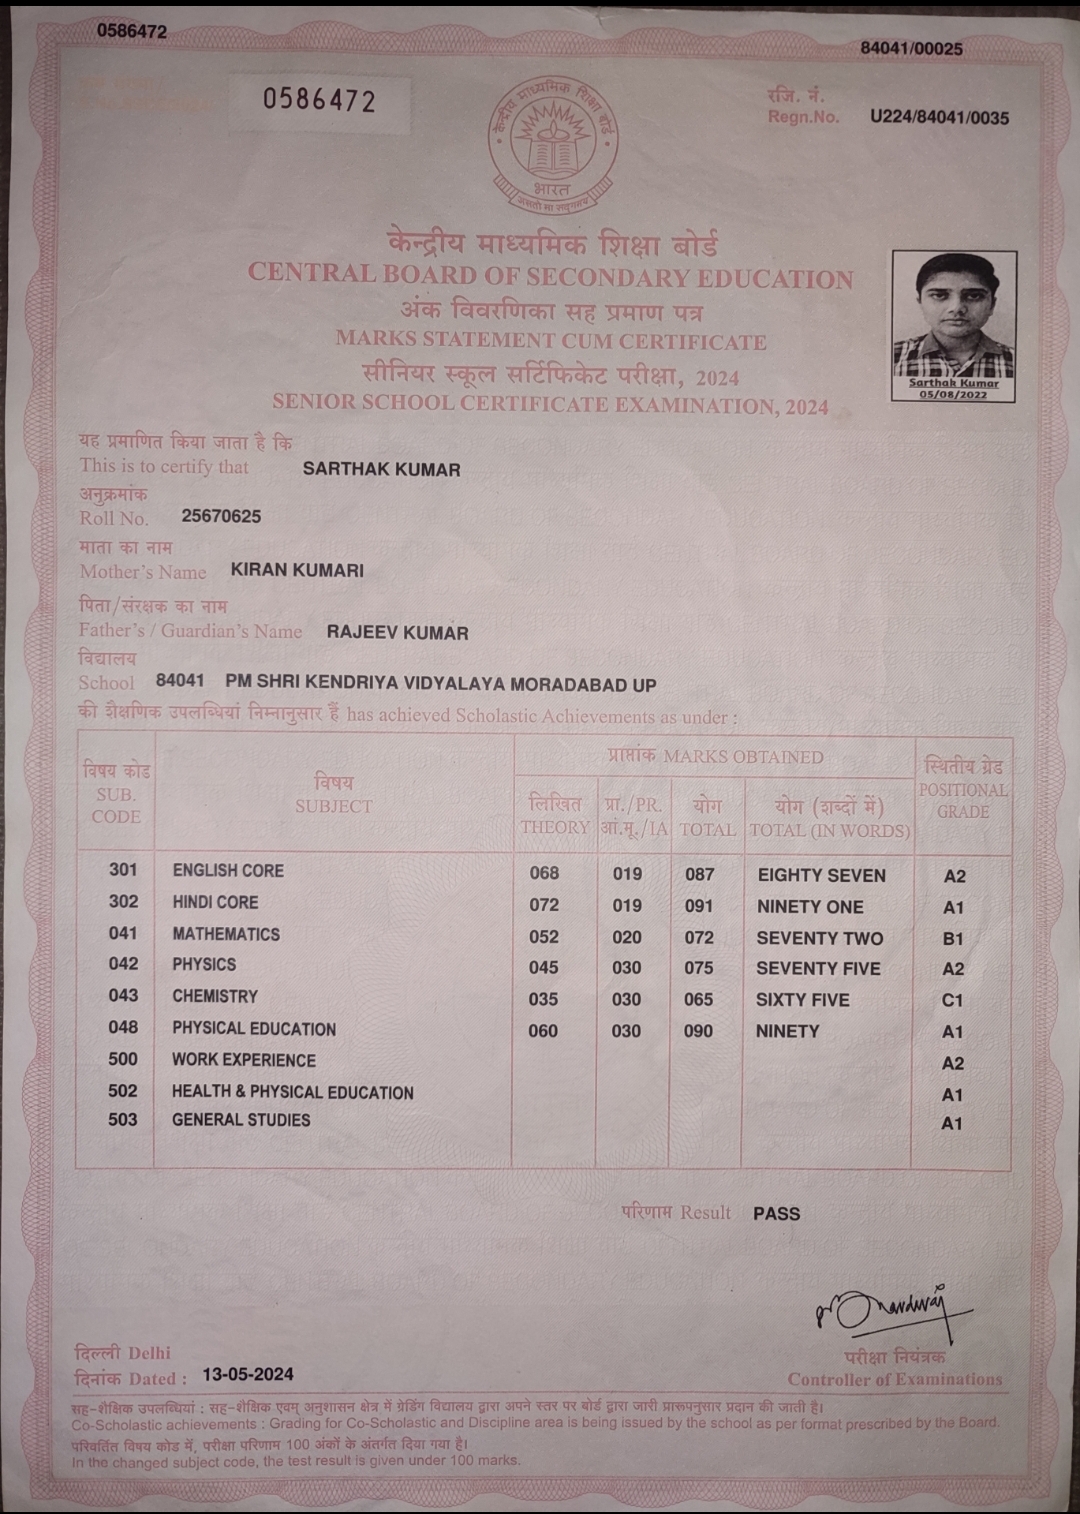 0586472
84041/00025
0586472
रजि. नं.
Regn.No. U224/84041/0035
केन्द्रीय माध्यमिक शिक्षा बोर्ड
भारत
असतो मा सद्गमय
केन्द्रीय माध्यमिक शिक्षा बोर्ड
CENTRAL BOARD OF SECONDARY EDUCATION
अंक विवरणिका सह प्रमाण पत्र
MARKS STATEMENT CUM CERTIFICATE
सीनियर स्कूल सर्टिफिकेट परीक्षा, 2024
SENIOR SCHOOL CERTIFICATE EXAMINATION, 2024
Sarthak Kumar
05/08/2022
यह प्रमाणित किया जाता है कि
This is to certify that SARTHAK KUMAR
अनुक्रमांक
Roll No. 25670625
माता का नाम
Mother's Name KIRAN KUMARI
पिता/संरक्षक का नाम
Father's / Guardian's Name RAJEEV KUMAR
विद्यालय
School 84041 PM SHRI KENDRIYA VIDYALAYA MORADABAD UP
की शैक्षणिक उपलब्धियां निम्नानुसार हैं has achieved Scholastic Achievements as under :
विषय कोड SUB. CODE विषय SUBJECT प्राप्तांक MARKS OBTAINED स्थितीय ग्रेड POSITIONAL GRADE
लिखित THEORY प्रा./PR. आं.मू./IA योग TOTAL योग (शब्दों में) TOTAL (IN WORDS)
301 ENGLISH CORE 068 019 087 EIGHTY SEVEN A2
302 HINDI CORE 072 019 091 NINETY ONE A1
041 MATHEMATICS 052 020 072 SEVENTY TWO B1
042 PHYSICS 045 030 075 SEVENTY FIVE A2
043 CHEMISTRY 035 030 065 SIXTY FIVE C1
048 PHYSICAL EDUCATION 060 030 090 NINETY A1
500 WORK EXPERIENCE A2
502 HEALTH & PHYSICAL EDUCATION A1
503 GENERAL STUDIES A1
परिणाम Result PASS
दिल्ली Delhi
दिनांक Dated : 13-05-2024
परीक्षा नियंत्रक
Controller of Examinations
सह-शैक्षिक उपलब्धियां : सह-शैक्षिक एवम् अनुशासन क्षेत्र में ग्रेडिंग विद्यालय द्वारा अपने स्तर पर बोर्ड द्वारा जारी प्रारूपनुसार प्रदान की जाती है।
Co-Scholastic achievements : Grading for Co-Scholastic and Discipline area is being issued by the school as per format prescribed by the Board.
परिवर्तित विषय कोड में, परीक्षा परिणाम 100 अंकों के अंतर्गत दिया गया है।
In the changed subject code, the test result is given under 100 marks.